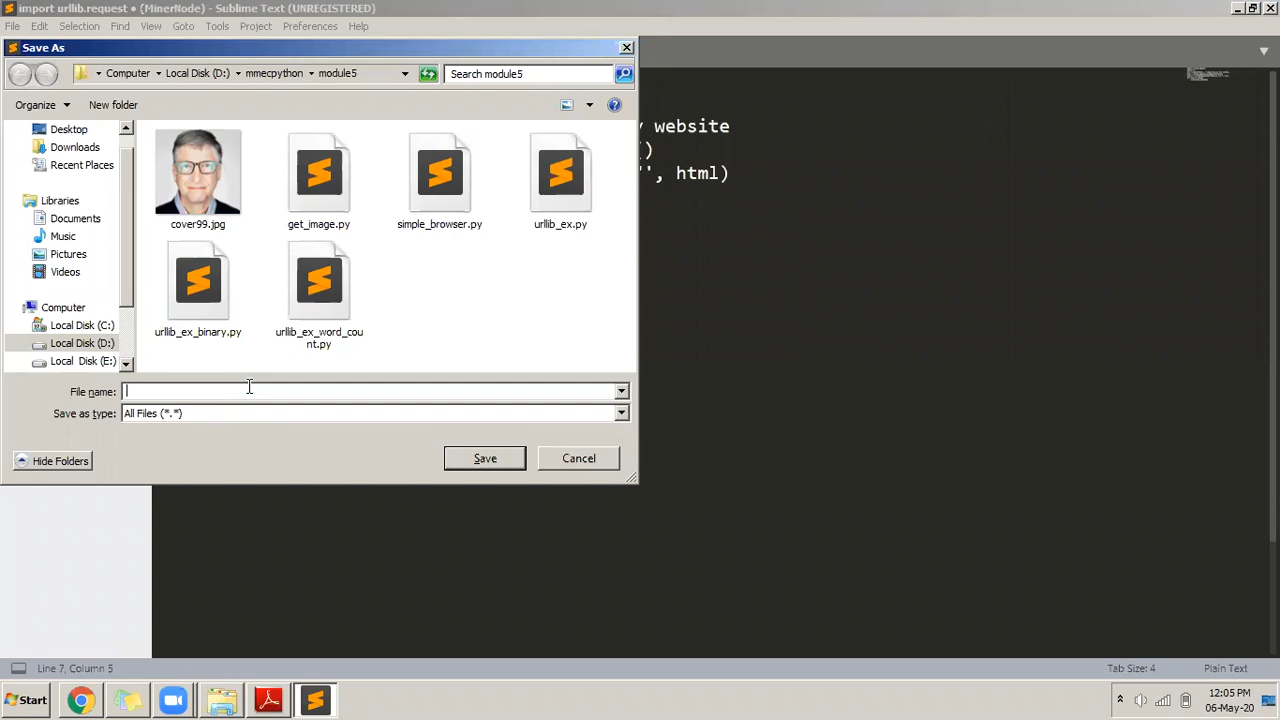 import urllib.request • (MinerNode) - Sublime Text (UNREGISTERED)
File Edit Selection Find View Goto Tools Project Preferences Help
Save As
Computer Local Disk (D:) mmecpython module5
Search module5
Organize New folder
website
()
'', html)
Desktop
Downloads
Recent Places
Libraries
Documents
Music
Pictures
Videos
Computer
Local Disk (C:)
Local Disk (D:)
Local Disk (E:)
cover99.jpg
get_image.py
simple_browser.py
urllib_ex.py
urllib_ex_binary.py
urllib_ex_word_cou
nt.py
File name:
Save as type: All Files (*.*)
Hide Folders
Save
Cancel
Line 7, Column 5
Tab Size: 4
Plain Text
Start
12:05 PM
06-May-20